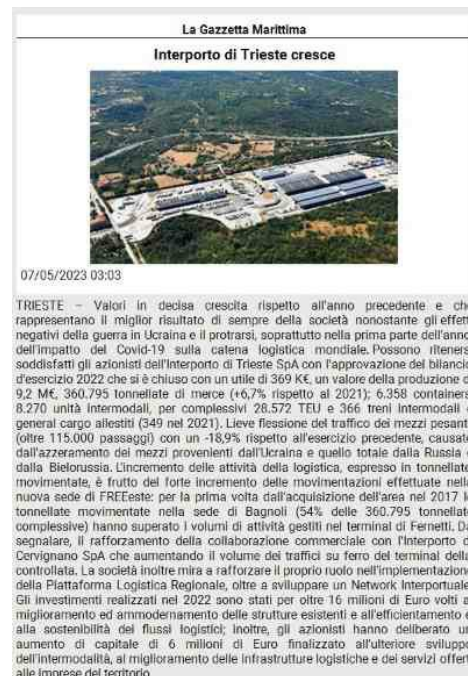 La Gazzetta Marittima
Interporto di Trieste cresce
07/05/2023 03:03
TRIESTE – Valori in decisa crescita rispetto all'anno precedente e che
rappresentano il miglior risultato di sempre della società nonostante gli effett
negativi della guerra in Ucraina e il protrarsi, soprattutto nella prima parte dell'anno
dell'impatto del Covid-19 sulla catena logistica mondiale. Possono ritenersi
soddisfatti gli azionisti dell'Interporto di Trieste SpA con l'approvazione del bilancio
d'esercizio 2022 che si è chiuso con un utile di 369 K€, un valore della produzione d
9,2 M€, 360.795 tonnellate di merce (+6,7% rispetto al 2021); 6.358 containers
8.270 unità intermodali, per complessivi 28.572 TEU e 366 treni intermodali
general cargo allestiti (349 nel 2021). Lieve flessione del traffico dei mezzi pesant
(oltre 115.000 passaggi) con un -18,9% rispetto all'esercizio precedente, causat
dall'azzeramento dei mezzi provenienti dall'Ucraina e quello totale dalla Russia e
dalla Bielorussia. L'incremento delle attività della logistica, espresso in tonnellate
movimentate, è frutto del forte incremento delle movimentazioni effettuate nella
nuova sede di FREEeste: per la prima volta dall'acquisizione dell'area nel 2017 le
tonnellate movimentate nella sede di Bagnoli (54% delle 360.795 tonnellate
complessive) hanno superato i volumi di attività gestiti nel terminal di Fernetti. Da
segnalare, il rafforzamento della collaborazione commerciale con l'Interporto d
Cervignano SpA che aumentando il volume dei traffici su ferro del terminal della
controllata. La società inoltre mira a rafforzare il proprio ruolo nell'implementazione
della Piattaforma Logistica Regionale, oltre a sviluppare un Network Interportuale
Gli investimenti realizzati nel 2022 sono stati per oltre 16 milioni di Euro volti a
miglioramento ed ammodernamento delle strutture esistenti e all'efficientamento e
alla sostenibilità dei flussi logistici; inoltre, gli azionisti hanno deliberato un
aumento di capitale di 6 milioni di Euro finalizzato all'ulteriore sviluppo
dell'intermodalità, al miglioramento delle infrastrutture logistiche e dei servizi offert
alle imprese del territorio.